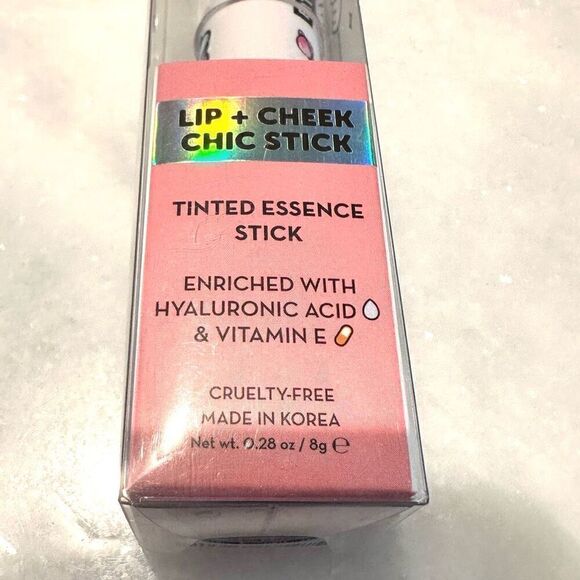 LIP + CHEEK
CHIC STICK
TINTED ESSENCE
STICK
ENRICHED WITH
HYALURONIC ACID
& VITAMIN E
CRUELTY-FREE
MADE IN KOREA
Net wt. 0.28 oz / 8g ℮